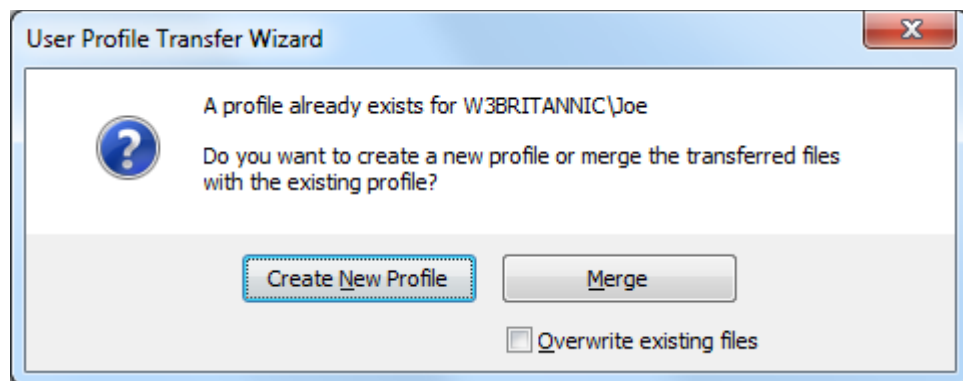 User Profile Transfer Wizard
A profile already exists for W3BRITANNIC\Joe
Do you want to create a new profile or merge the transferred files
with the existing profile?
Create New Profile
Merge
Overwrite existing files